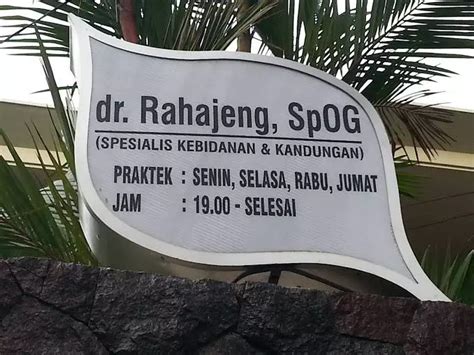 dr. Rahajeng, SpOG
(SPESIALIS KEBIDANAN & KANDUNGAN)
PRAKTEK : SENIN, SELASA, RABU, JUMAT
JAM : 19.00 - SELESAI